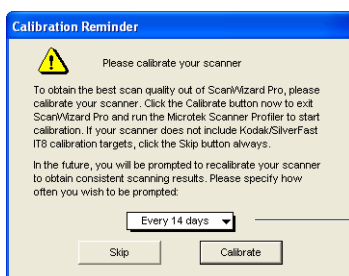 Calibration Reminder
Please calibrate your scanner
To obtain the best scan quality out of ScanWizard Pro, please
calibrate your scanner. Click the Calibrate button now to exit
ScanWizard Pro and run the Microtek Scanner Profiler to start
calibration. If your scanner does not include Kodak/SilverFast
IT8 calibration targets, click the Skip button always.
In the future, you will be prompted to recalibrate your scanner
to obtain consistent scanning results. Please specify how
often you wish to be prompted:
Every 14 days
Skip
Calibrate